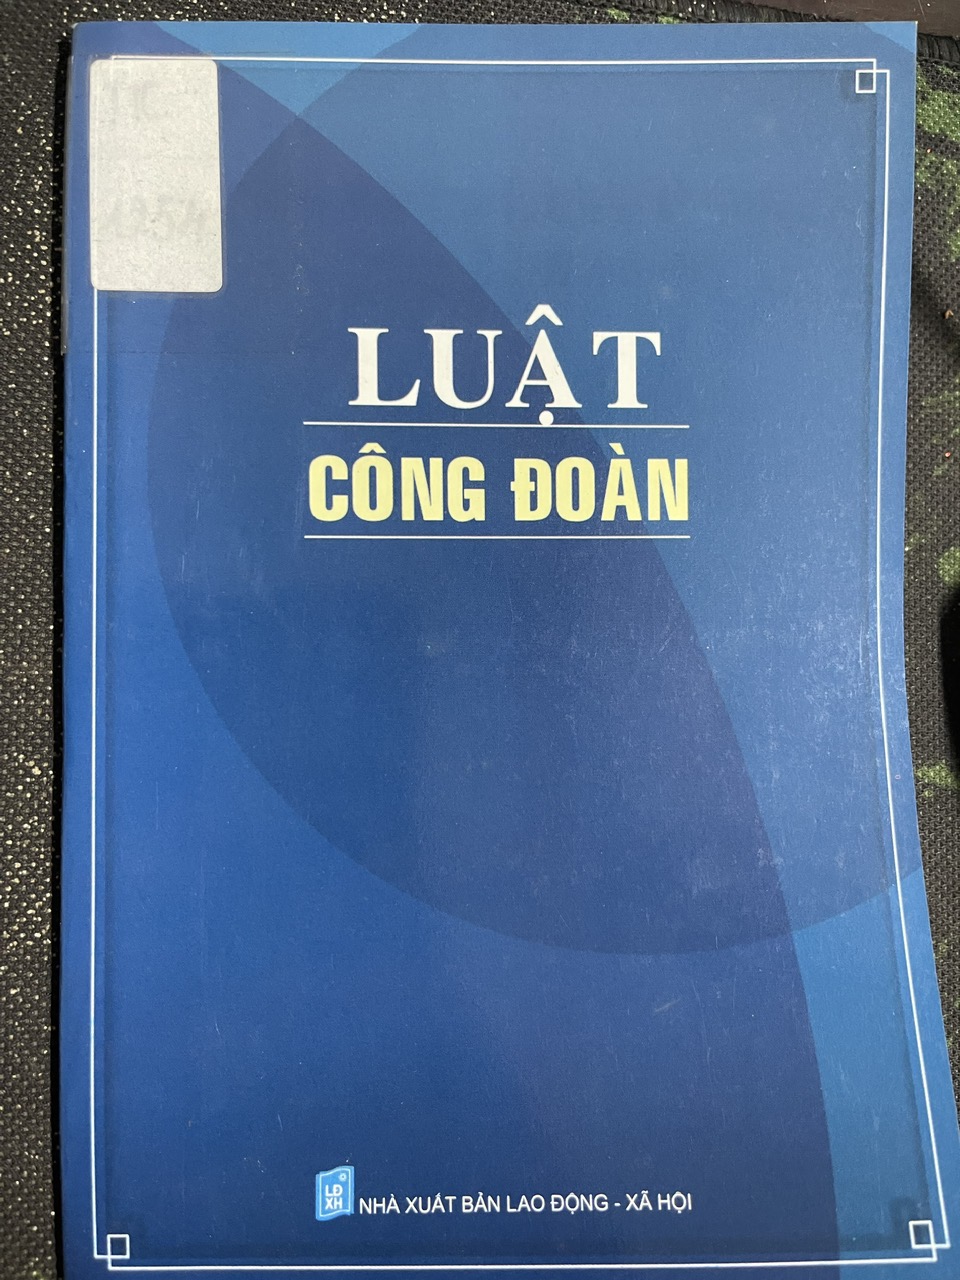 LUẬT
CÔNG ĐOÀN
LĐ
XH
NHÀ XUẤT BẢN LAO ĐỘNG - XÃ HỘI